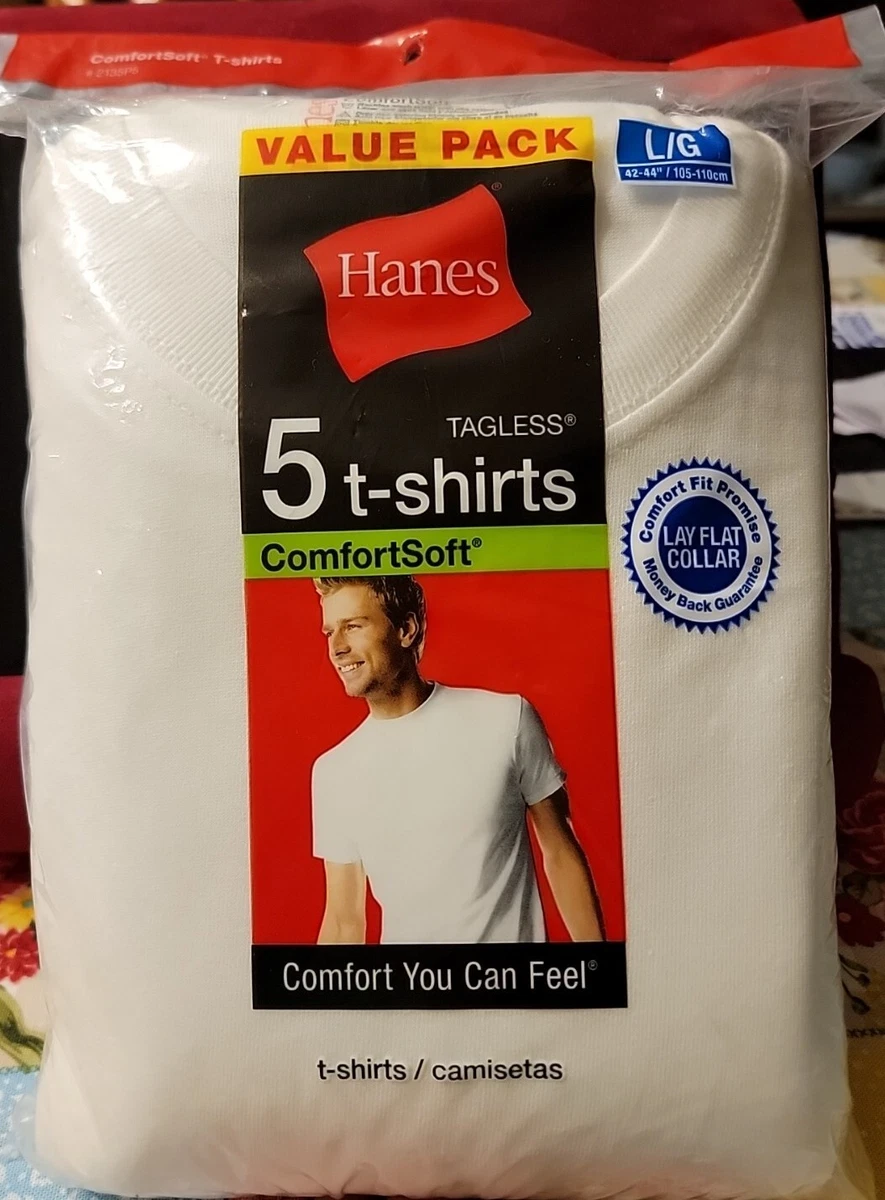 ComfortSoft® T-shirts
# 2135P5
VALUE PACK
L/G
42-44" / 105-110cm
Hanes
®
TAGLESS®
5 t-shirts
ComfortSoft®
Comfort Fit Promise
LAY FLAT
COLLAR
Money Back Guarantee
Comfort You Can Feel®
t-shirts / camisetas